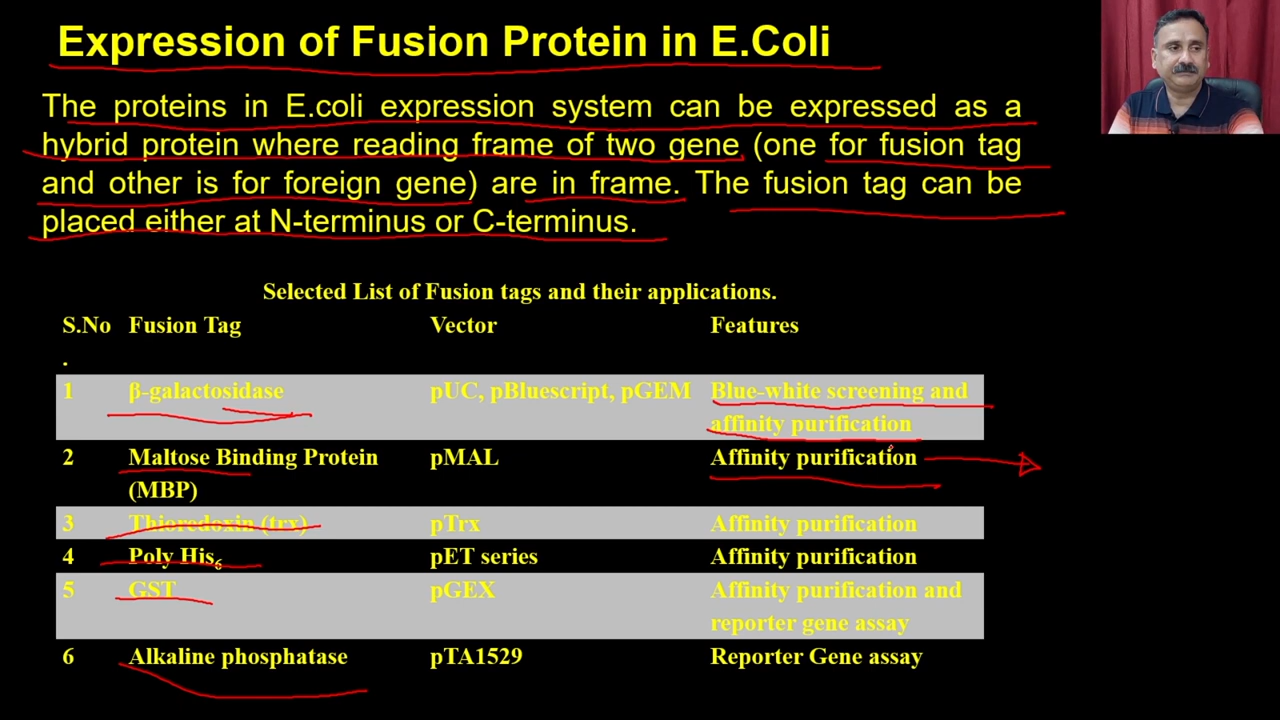 Expression of Fusion Protein in E.Coli
The proteins in E.coli expression system can be expressed as a
hybrid protein where reading frame of two gene (one for fusion tag
and other is for foreign gene) are in frame. The fusion tag can be
placed either at N-terminus or C-terminus.
Selected List of Fusion tags and their applications.
S.No Fusion Tag Vector Features
.
1 β-galactosidase pUC, pBluescript, pGEM Blue-white screening and
affinity purification
2 Maltose Binding Protein pMAL Affinity purification
(MBP)
3 Thioredoxin (trx) pTrx Affinity purification
4 Poly His₆ pET series Affinity purification
5 GST pGEX Affinity purification and
reporter gene assay
6 Alkaline phosphatase pTA1529 Reporter Gene assay